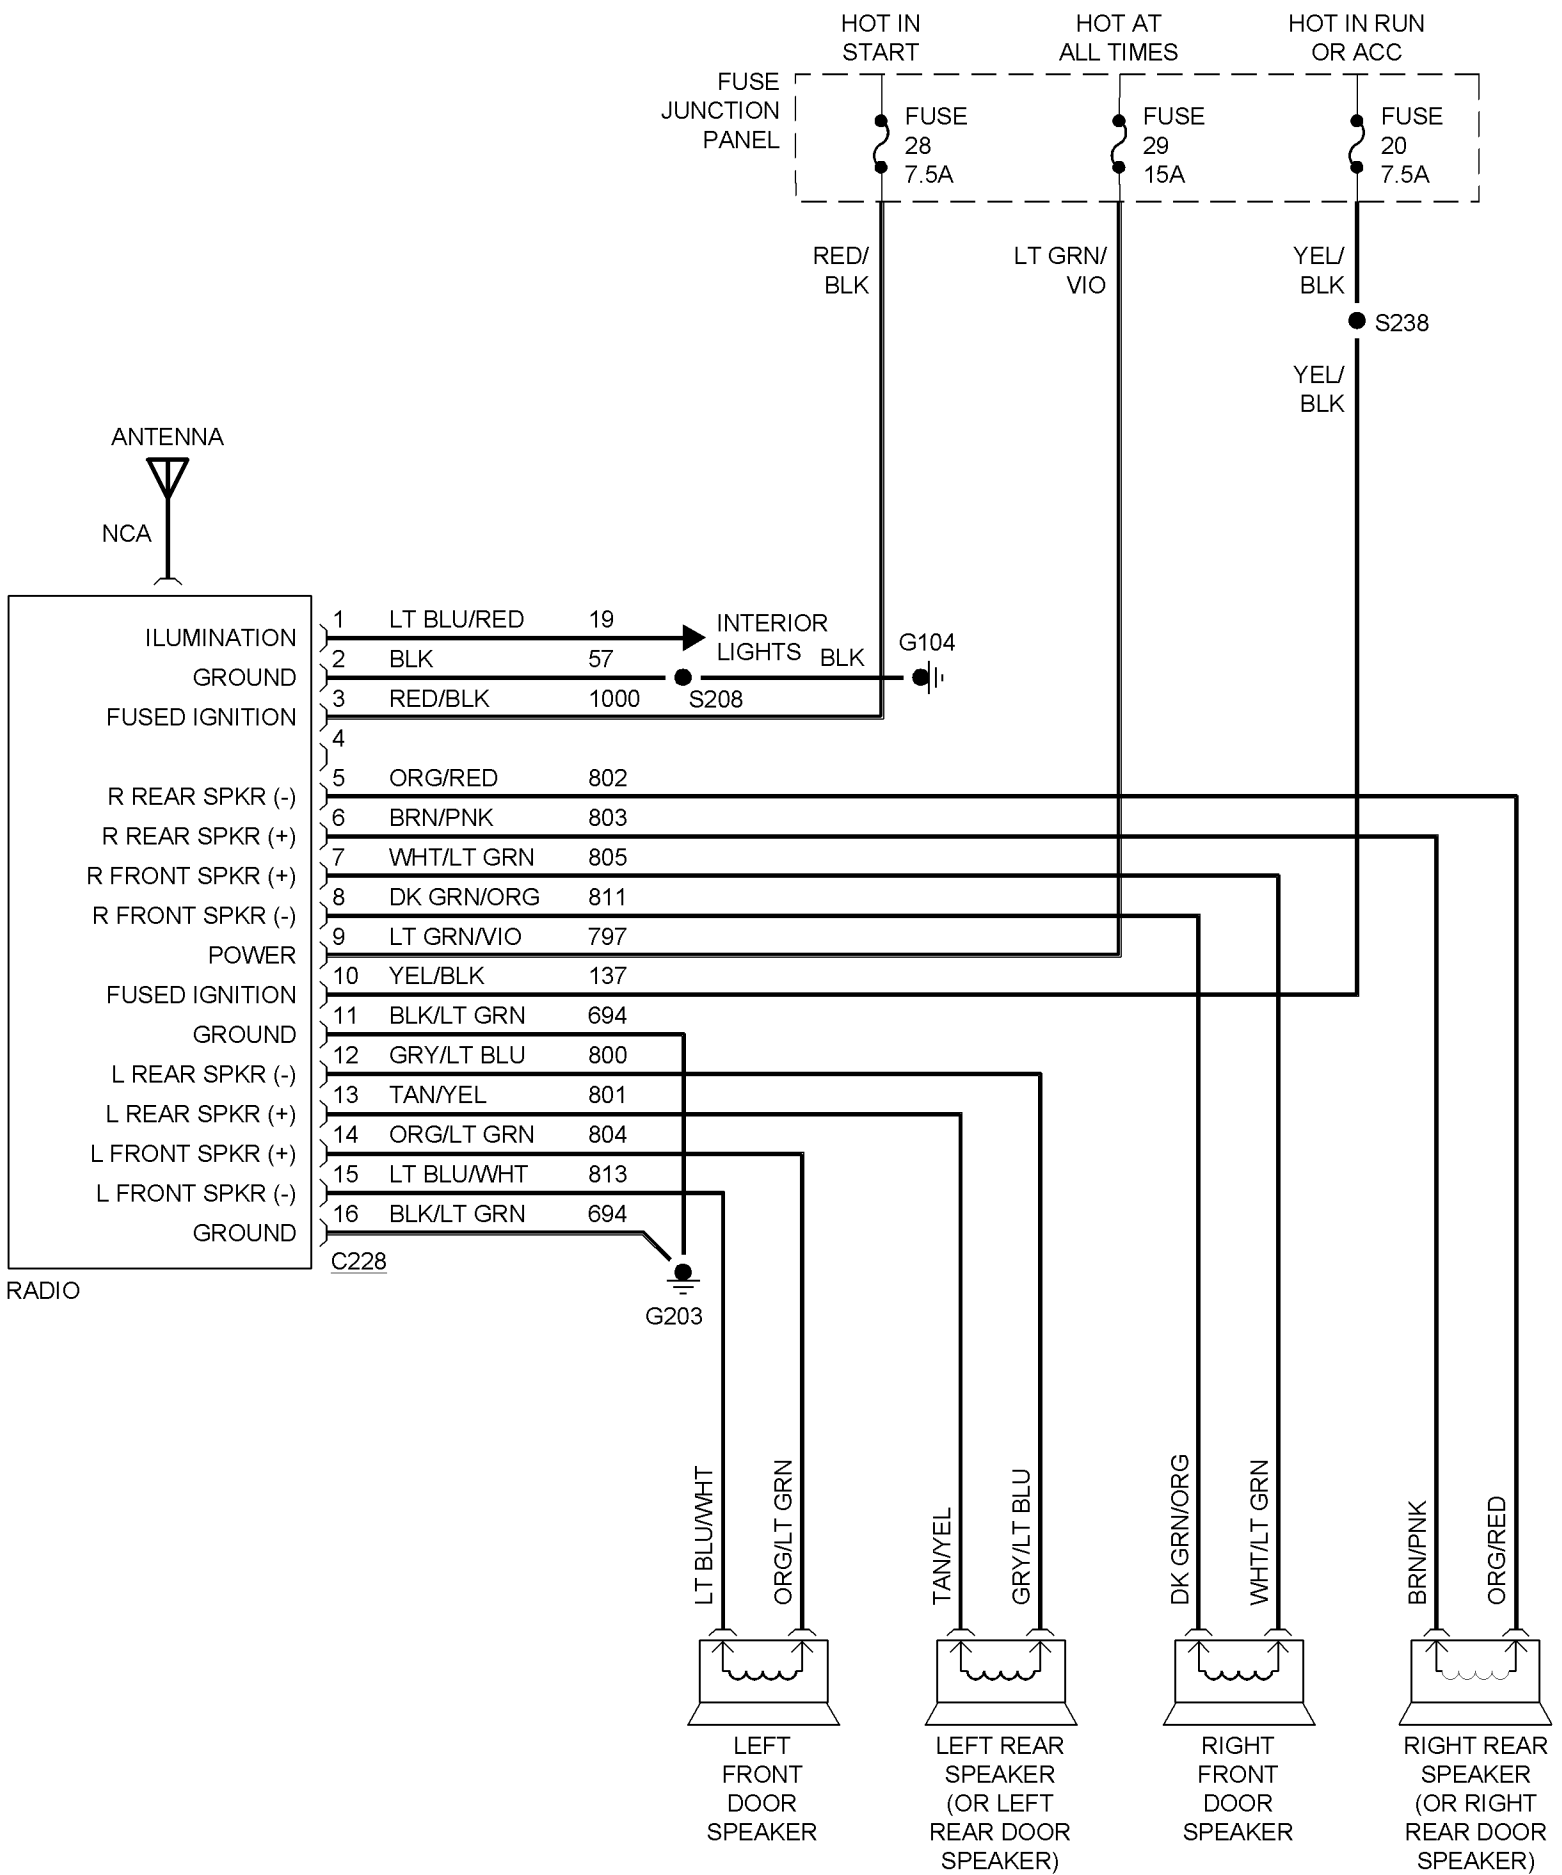 HOT IN
START
HOT AT
ALL TIMES
HOT IN RUN
OR ACC
FUSE
JUNCTION
PANEL
FUSE
28
7.5A
FUSE
29
15A
FUSE
20
7.5A
RED/
BLK
LT GRN/
VIO
YEL/
BLK
S238
YEL/
BLK
ANTENNA
NCA
ILUMINATION
1 LT BLU/RED 19
INTERIOR
LIGHTS
GROUND
2 BLK 57
S208
BLK
G104
FUSED IGNITION
3 RED/BLK 1000
4
R REAR SPKR (-)
5 ORG/RED 802
R REAR SPKR (+)
6 BRN/PNK 803
R FRONT SPKR (+)
7 WHT/LT GRN 805
R FRONT SPKR (-)
8 DK GRN/ORG 811
POWER
9 LT GRN/VIO 797
FUSED IGNITION
10 YEL/BLK 137
GROUND
11 BLK/LT GRN 694
L REAR SPKR (-)
12 GRY/LT BLU 800
L REAR SPKR (+)
13 TAN/YEL 801
L FRONT SPKR (+)
14 ORG/LT GRN 804
L FRONT SPKR (-)
15 LT BLU/WHT 813
GROUND
16 BLK/LT GRN 694
C228
RADIO
G203
LT BLU/WHT
ORG/LT GRN
TAN/YEL
GRY/LT BLU
DK GRN/ORG
WHT/LT GRN
BRN/PNK
ORG/RED
LEFT
FRONT
DOOR
SPEAKER
LEFT REAR
SPEAKER
(OR LEFT
REAR DOOR
SPEAKER)
RIGHT
FRONT
DOOR
SPEAKER
RIGHT REAR
SPEAKER
(OR RIGHT
REAR DOOR
SPEAKER)